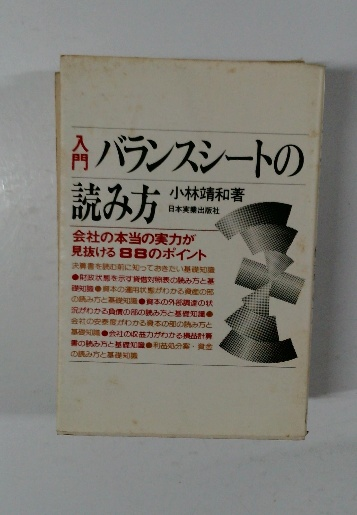 入門 バランスシートの
読み方 小林靖和著
日本実業出版社
会社の本当の実力が
見抜ける88のポイント
決算書を読む前に知っておきたい基礎知識
●財政状態を示す貸借対照表の読み方と基
礎知識●資本の運用状態がわかる資産の部
の読み方と基礎知識●資本の外部調達の状
況がわかる負債の部の読み方と基礎知識●
会社の安泰度がわかる資本の部の読み方と
基礎知識●会社の収益力がわかる損益計算
書の読み方と基礎知識●利益処分案・資金
の読み方と基礎知識